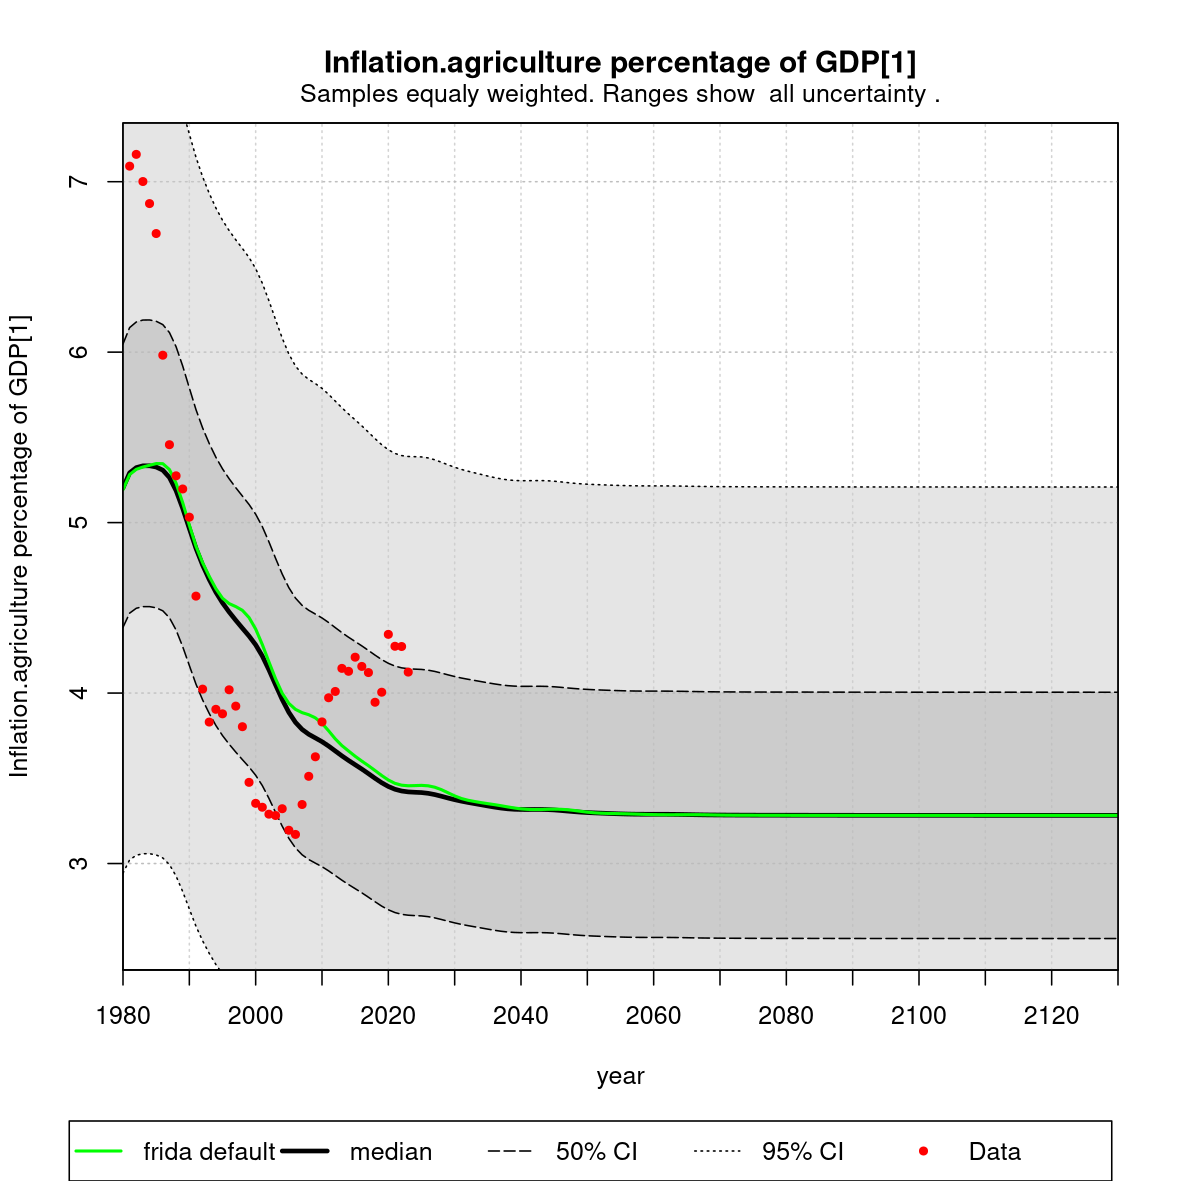 Inflation.agriculture percentage of GDP[1]
Samples equaly weighted. Ranges show  all uncertainty .
Inflation.agriculture percentage of GDP[1]
7
6
5
4
3
1980 2000 2020 2040 2060 2080 2100 2120
year
frida default median 50% CI 95% CI Data